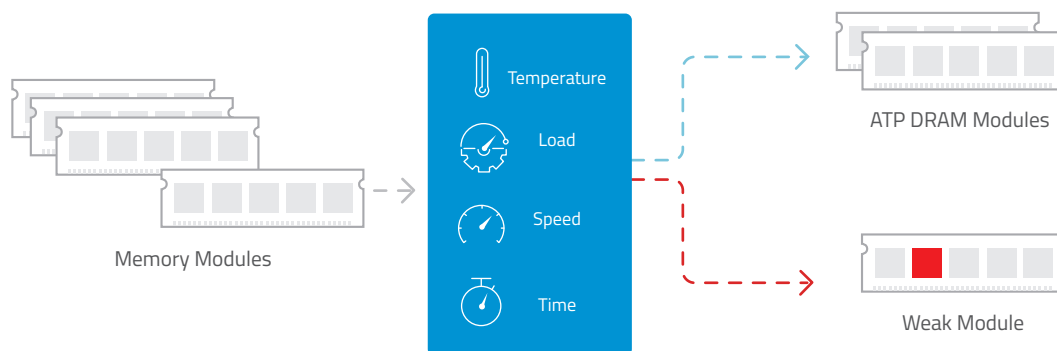 Temperature
Load
Speed
Time
Memory Modules
ATP DRAM Modules
Weak Module